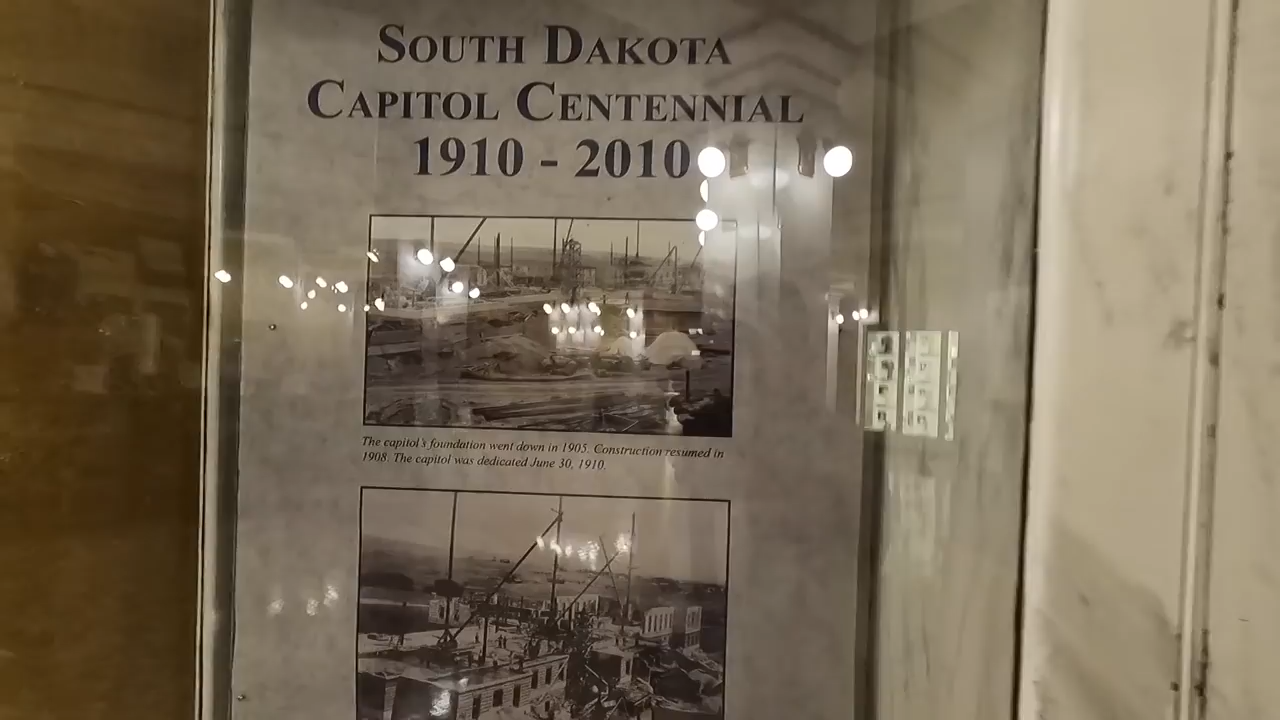 SOUTH DAKOTA
CAPITOL CENTENNIAL
1910 - 2010
The capitol's foundation went down in 1905. Construction resumed in
1908. The capitol was dedicated June 30, 1910.